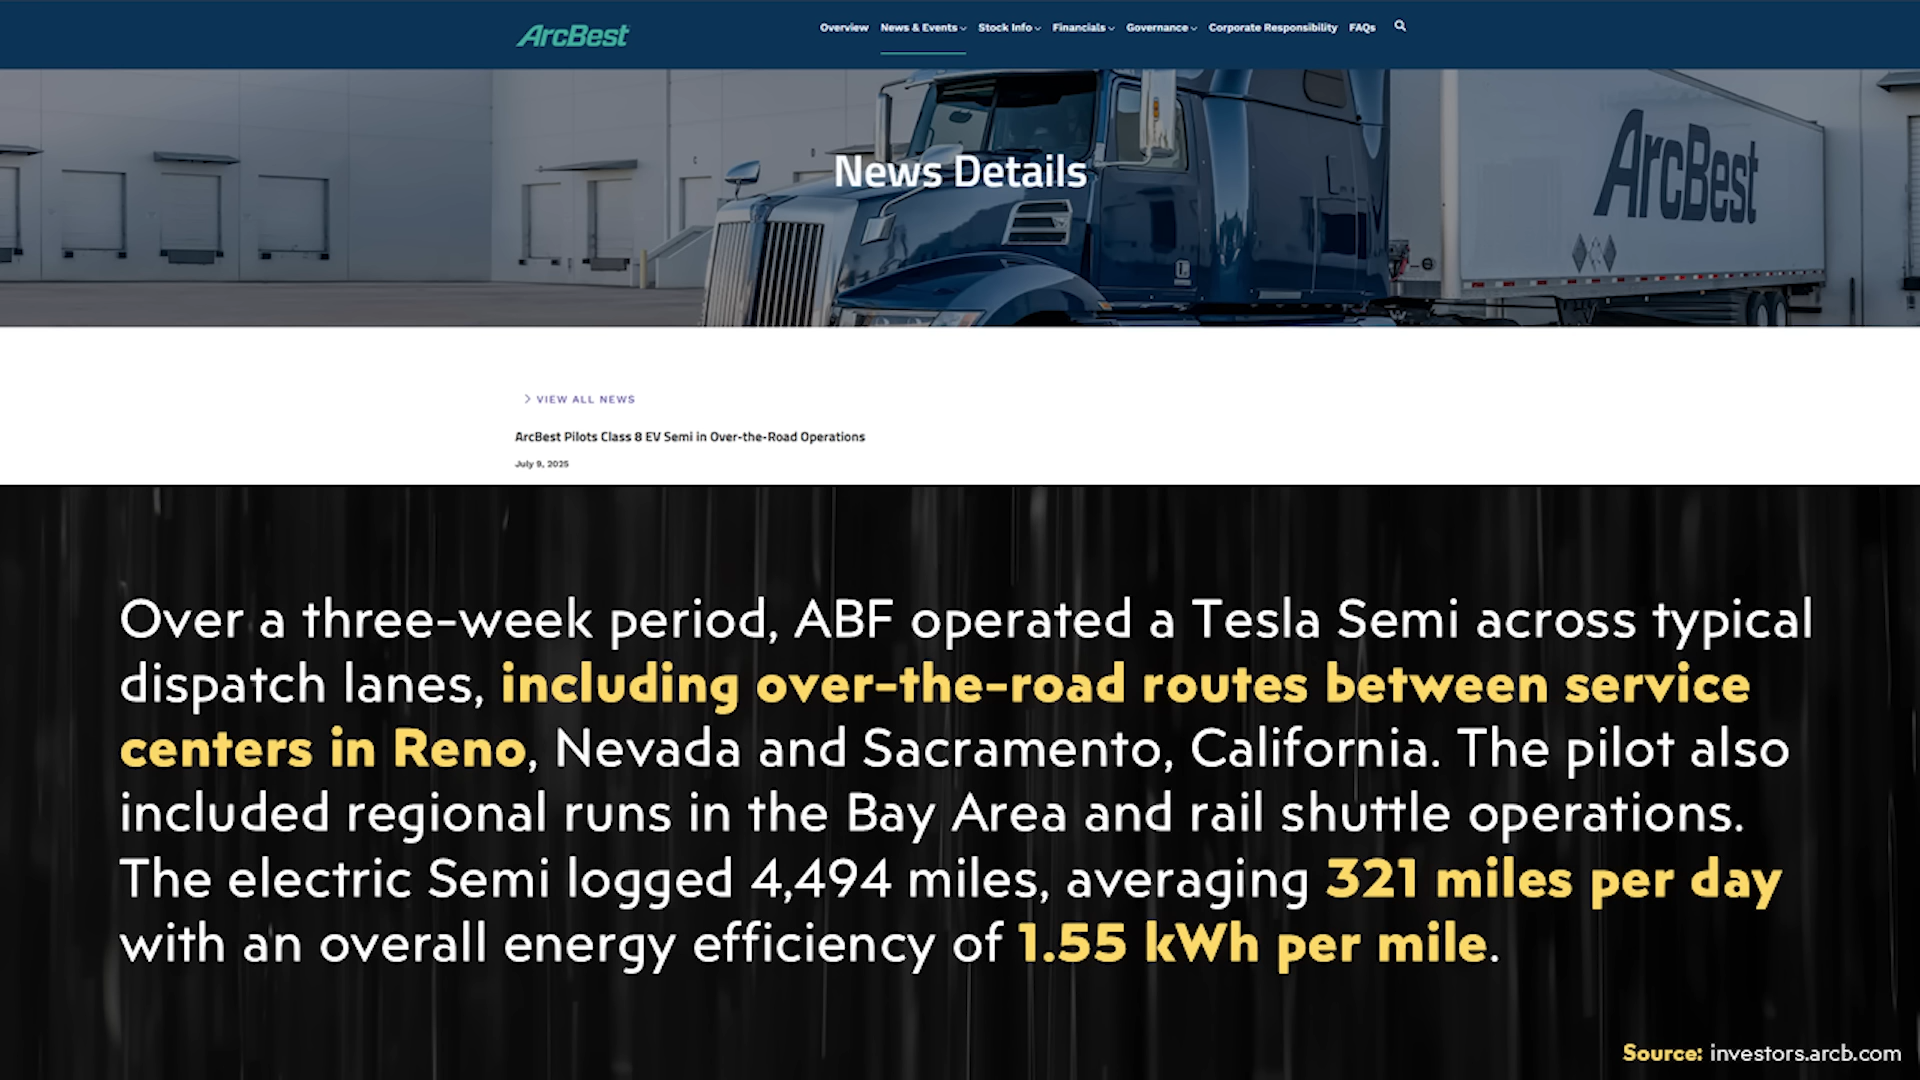 ArcBest
Overview News & Events Stock Info Financials Governance Corporate Responsibility FAQs
News Details
ArcBest
VIEW ALL NEWS
ArcBest Pilots Class 8 EV Semi in Over-the-Road Operations
July 9, 2025
Over a three-week period, ABF operated a Tesla Semi across typical
dispatch lanes, including over-the-road routes between service
centers in Reno, Nevada and Sacramento, California. The pilot also
included regional runs in the Bay Area and rail shuttle operations.
The electric Semi logged 4,494 miles, averaging 321 miles per day
with an overall energy efficiency of 1.55 kWh per mile.
Source: investors.arcb.com